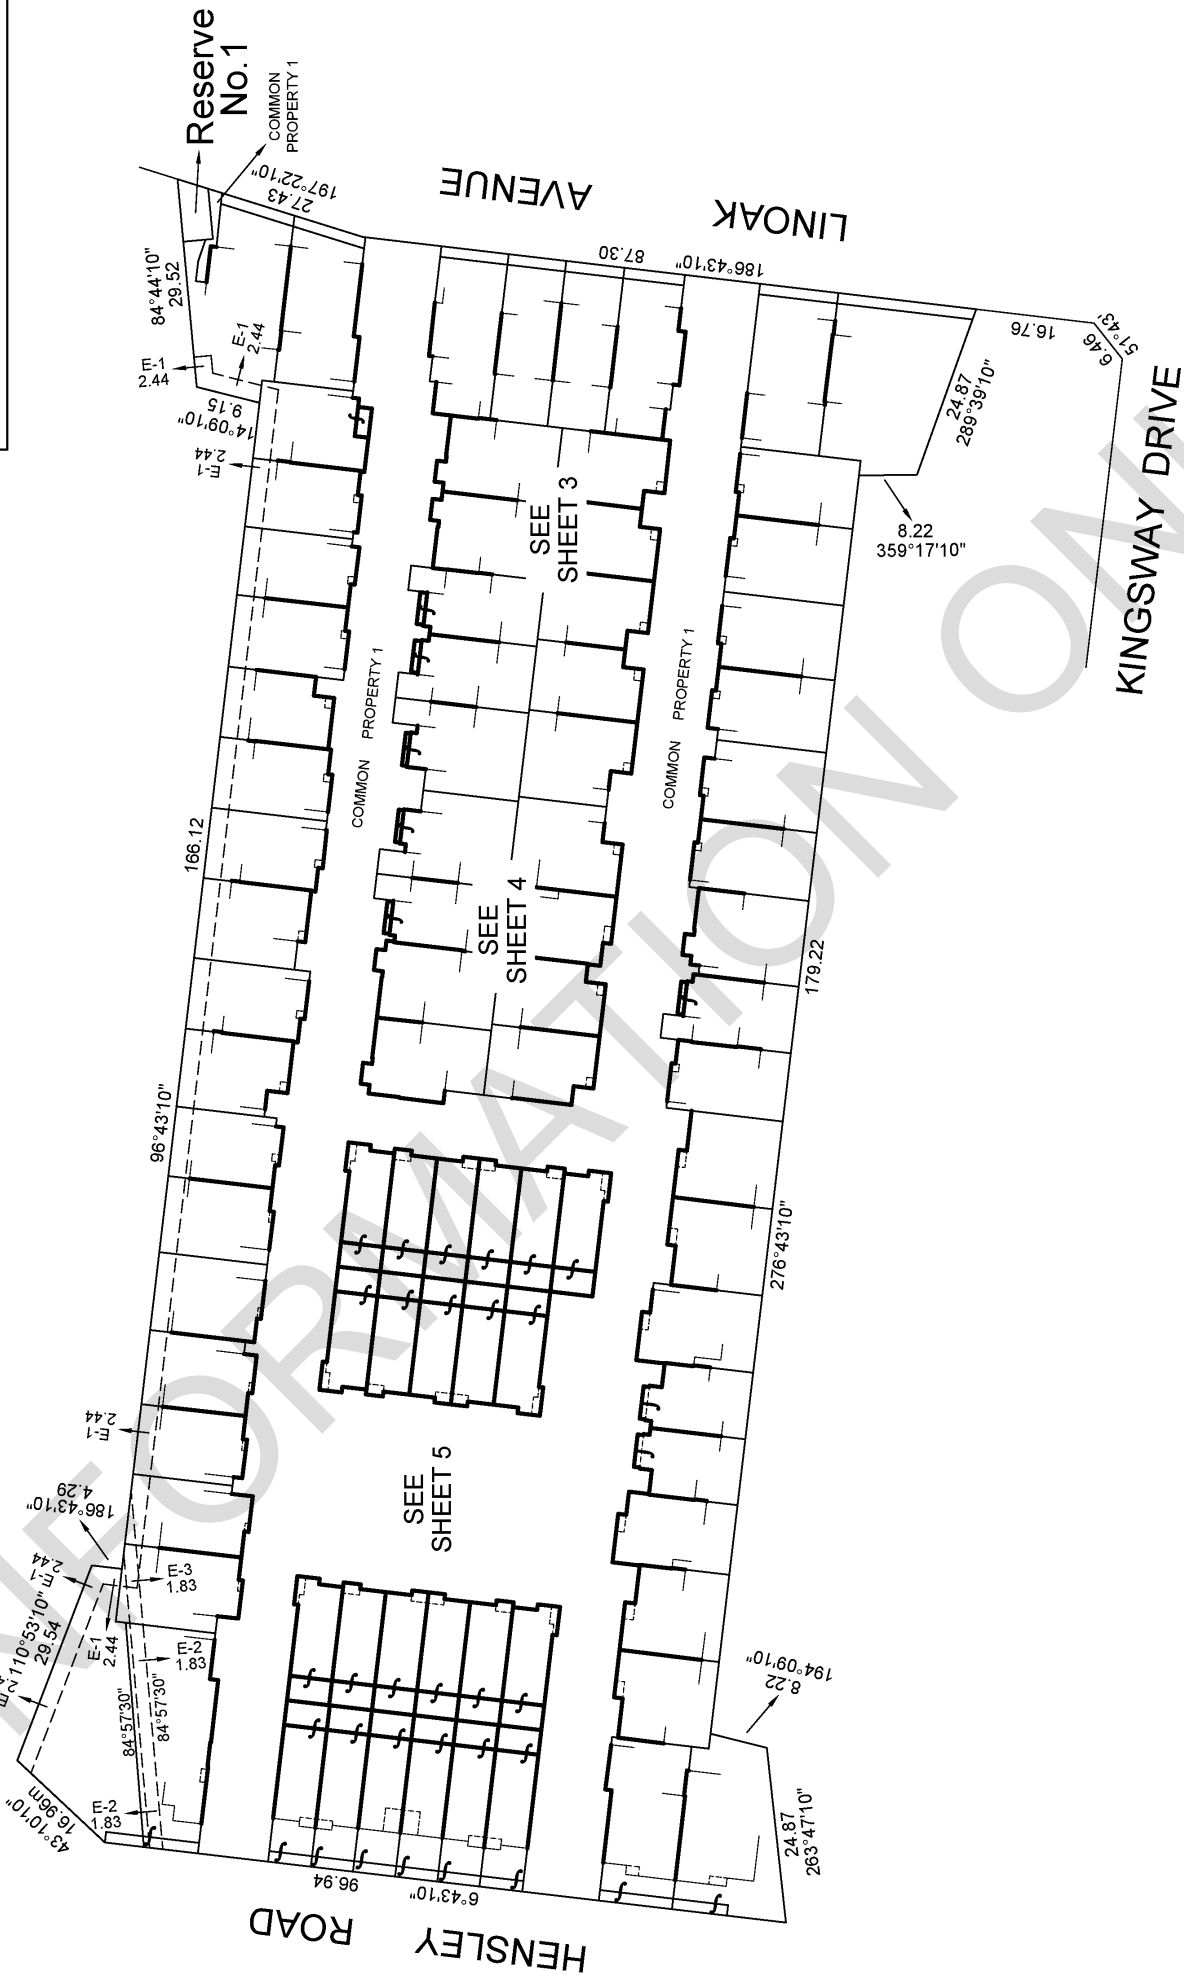 Reserve
No.1
COMMON
PROPERTY 1
197°22'10"
27.43
84°44'10"
29.52
E-1
2.44
E-1
2.44
9.15
14°09'10"
E-1
2.44
LINOAK AVENUE
87.30
186°43'10"
16.76
6.46
51°43'
24.87
289°39'10"
8.22
359°17'10"
KINGSWAY DRIVE
SEE
SHEET 3
COMMON PROPERTY 1
COMMON PROPERTY 1
166.12
96°43'10"
SEE
SHEET 4
179.22
276°43'10"
SEE
SHEET 5
E-1
2.44
186°43'10"
4.29
E-1
2.44
110°53'10"
29.54
E-3
1.83
E-1
2.44
E-2
1.83
84°57'30"
84°57'30"
E-2
1.83
43°10'10"
16.96m
194°09'10"
8.22
24.87
263°47'10"
96.94
6°43'10"
HENSLEY ROAD
NFORMATION ON